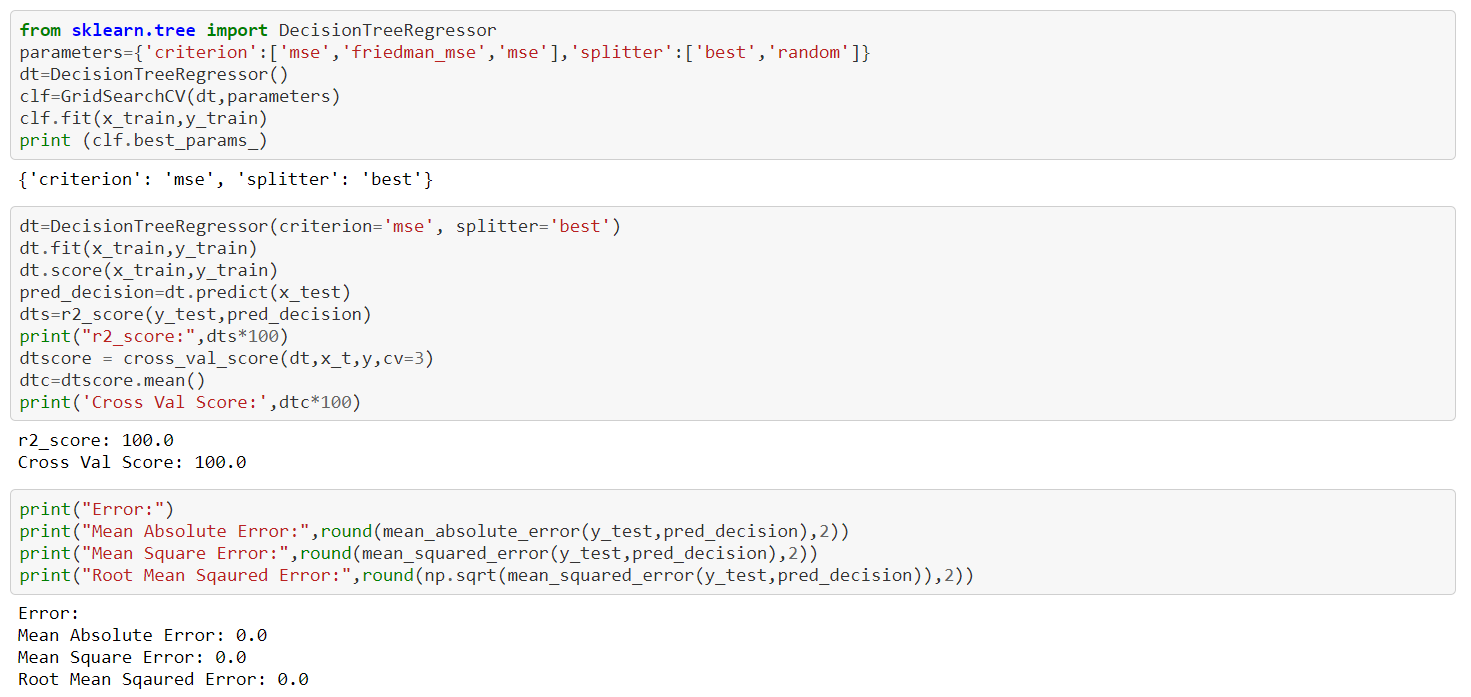 from sklearn.tree import DecisionTreeRegressor
parameters={'criterion':['mse','friedman_mse','mse'],'splitter':['best','random']}
dt=DecisionTreeRegressor()
clf=GridSearchCV(dt,parameters)
clf.fit(x_train,y_train)
print (clf.best_params_)
{'criterion': 'mse', 'splitter': 'best'}
dt=DecisionTreeRegressor(criterion='mse', splitter='best')
dt.fit(x_train,y_train)
dt.score(x_train,y_train)
pred_decision=dt.predict(x_test)
dts=r2_score(y_test,pred_decision)
print("r2_score:",dts*100)
dtscore = cross_val_score(dt,x_t,y,cv=3)
dtc=dtscore.mean()
print('Cross Val Score:',dtc*100)
r2_score: 100.0
Cross Val Score: 100.0
print("Error:")
print("Mean Absolute Error:",round(mean_absolute_error(y_test,pred_decision),2))
print("Mean Square Error:",round(mean_squared_error(y_test,pred_decision),2))
print("Root Mean Sqaured Error:",round(np.sqrt(mean_squared_error(y_test,pred_decision)),2))
Error:
Mean Absolute Error: 0.0
Mean Square Error: 0.0
Root Mean Sqaured Error: 0.0